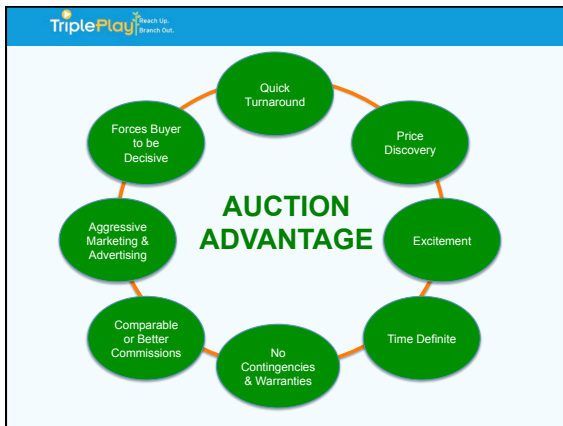 TriplePlay
Reach Up.
Branch Out.
Quick
Turnaround
Price
Discovery
Excitement
Time Definite
No
Contingencies
& Warranties
Comparable
or Better
Commissions
Aggressive
Marketing &
Advertising
Forces Buyer
to be
Decisive
AUCTION
ADVANTAGE